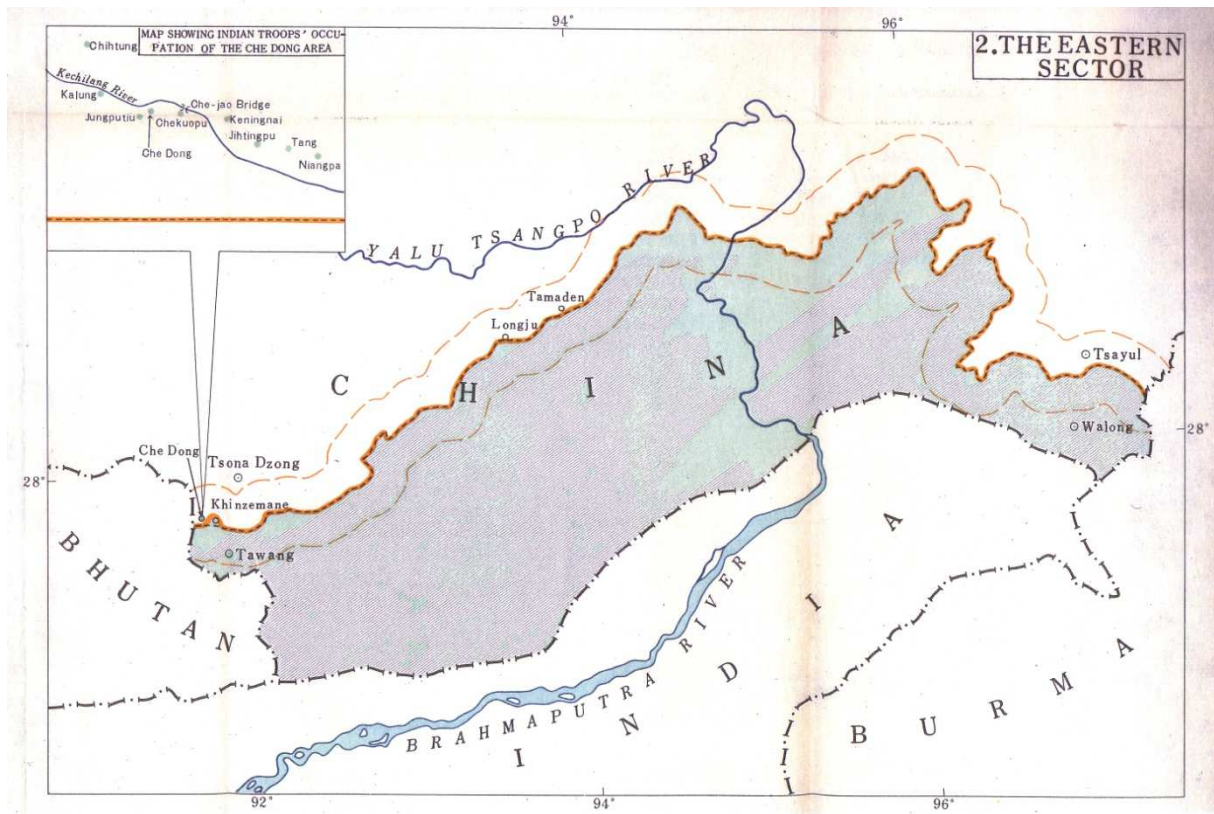 94°
96°
2. THE EASTERN
SECTOR
MAP SHOWING INDIAN TROOPS' OCCU-
PATION OF THE CHE DONG AREA
Chihtung
Kechilang River
Kalung
Che-jao Bridge
Jungputiu
Chekuopu
Keningnai
Jihtingpu
Tang
Che Dong
Niangpa
YALU TSANGPO RIVER
Tamaden
Longju
CHINA
Tsayul
Walong
28°
28°
Che Dong
Tsona Dzong
Khinzemane
Tawang
BHUTAN
BRAHMAPUTRA RIVER
INDIA
BURMA
92°
94°
96°